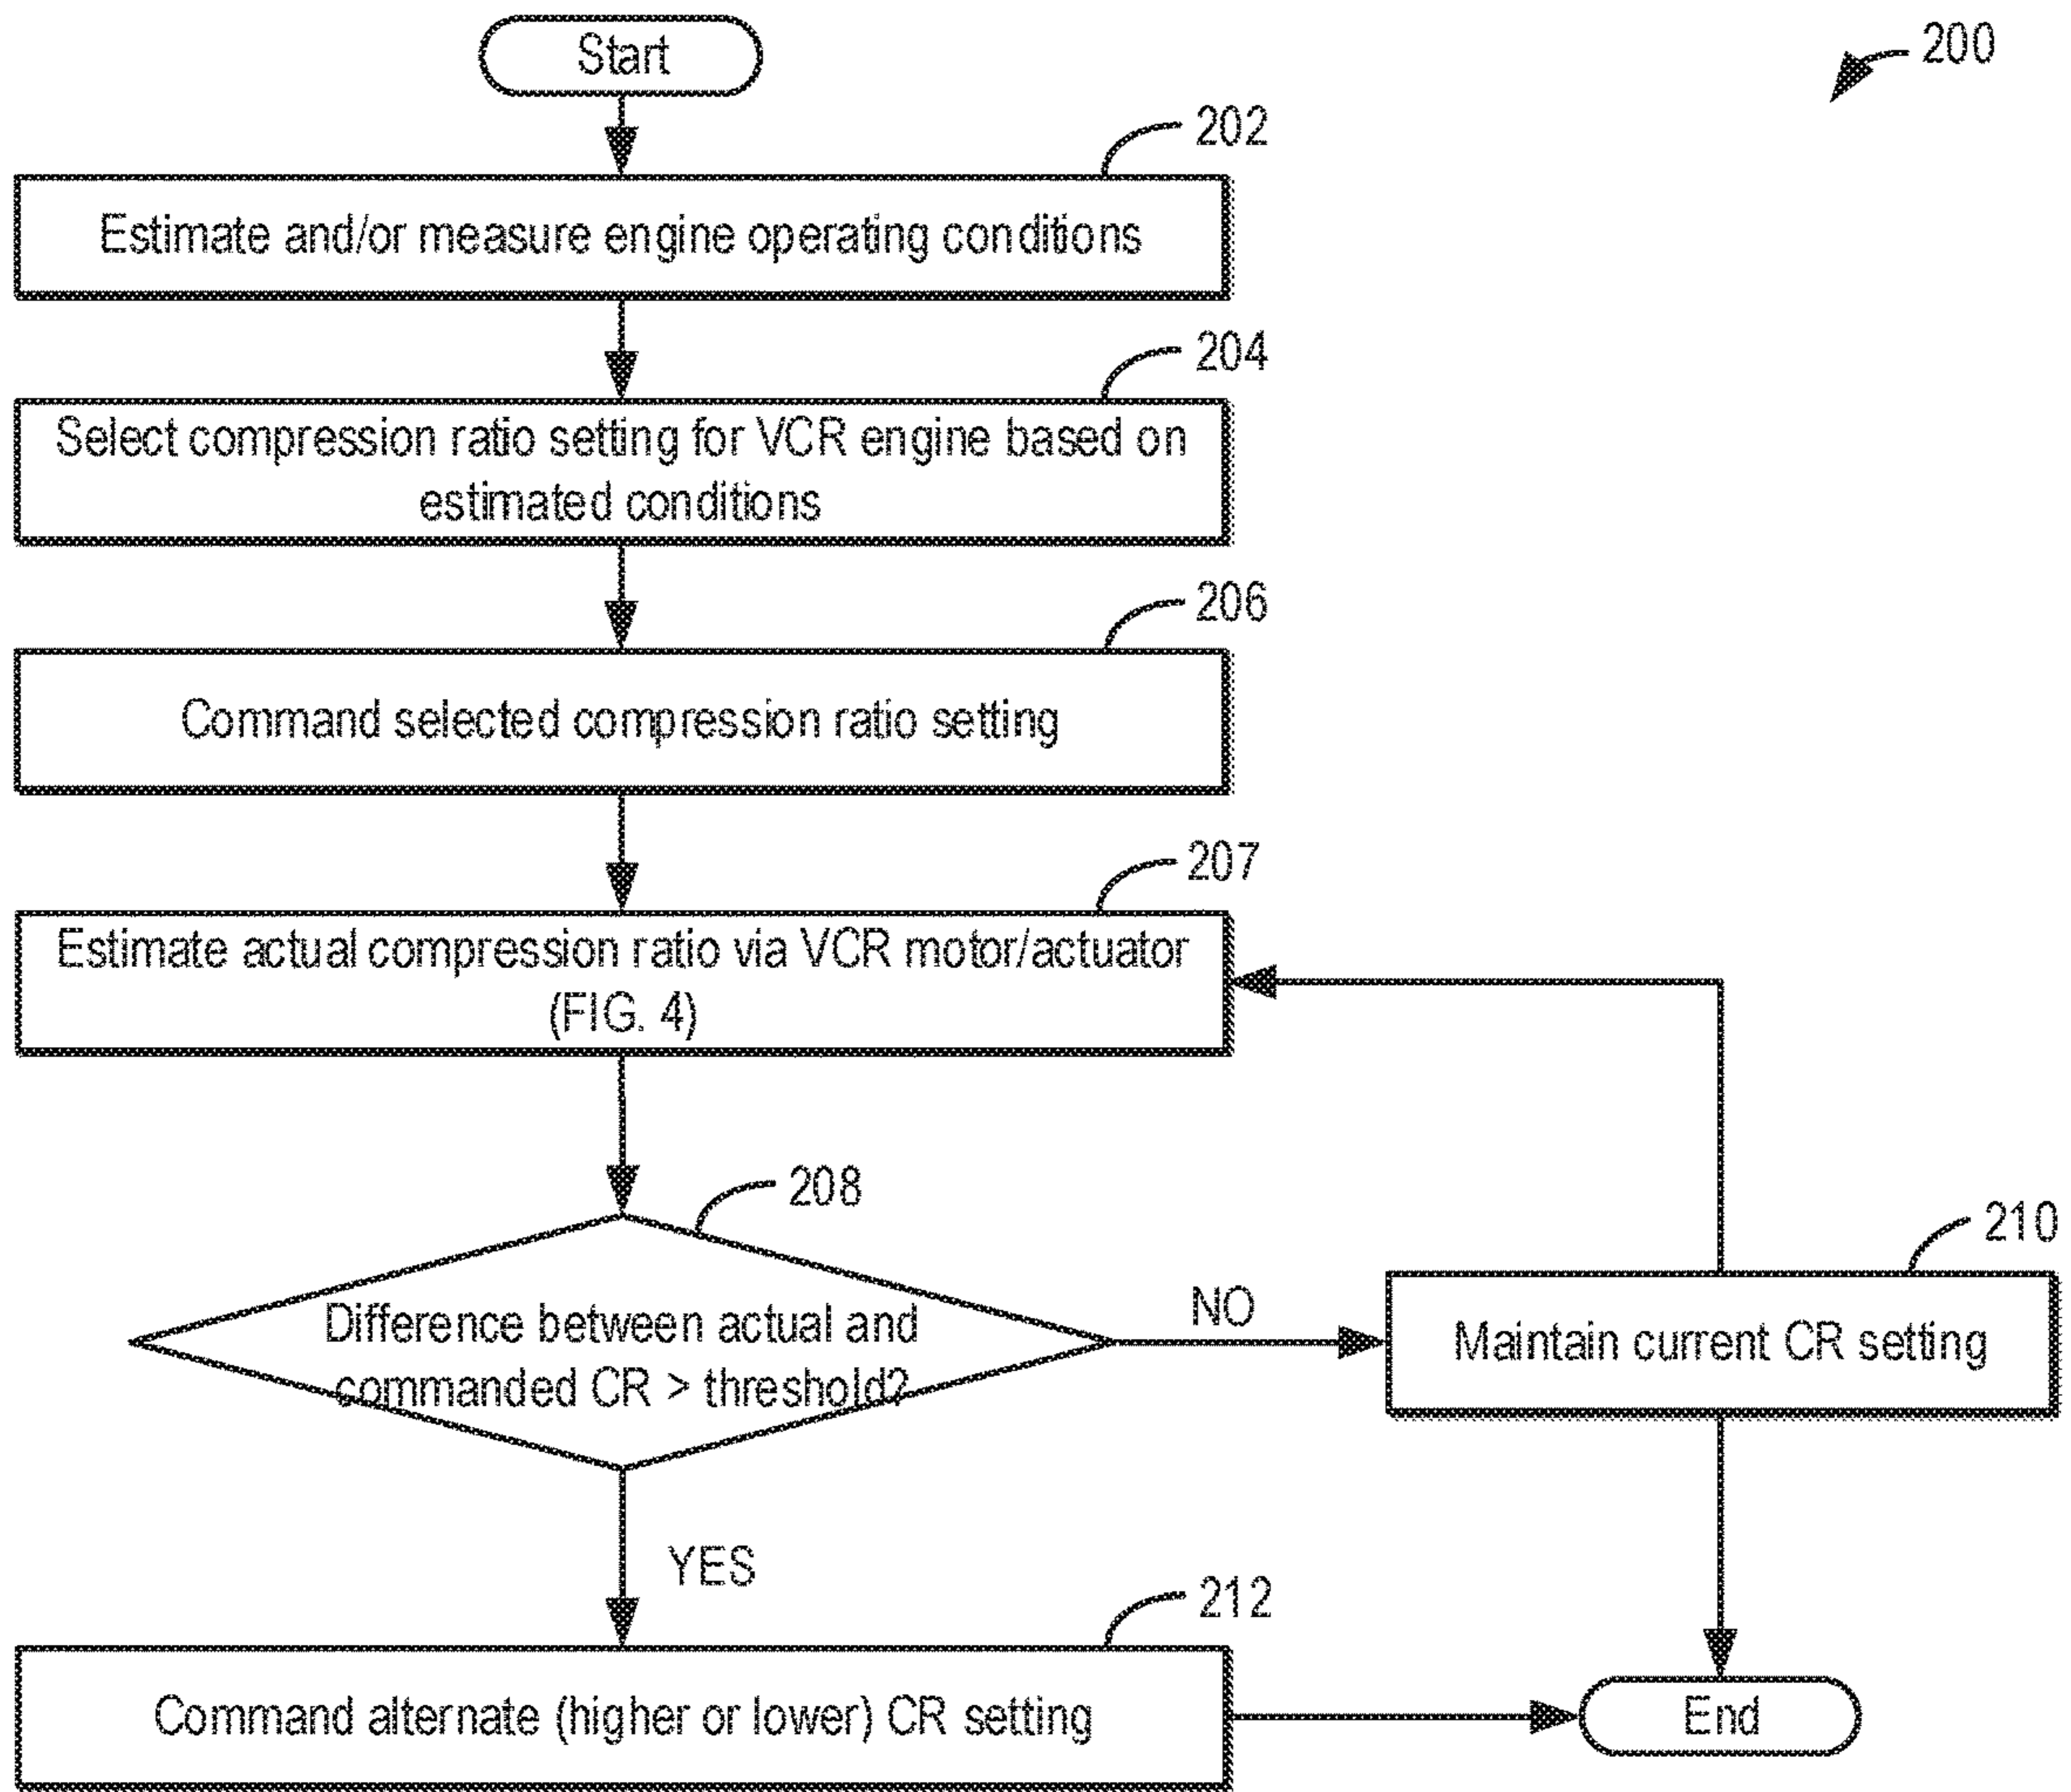 Start
200
202
Estimate and/or measure engine operating conditions
204
Select compression ratio setting for VCR engine based on
estimated conditions
206
Command selected compression ratio setting
207
Estimate actual compression ratio via VCR motor/actuator
(FIG. 4)
208
Difference between actual and
commanded CR > threshold?
NO
210
Maintain current CR setting
YES
212
Command alternate (higher or lower) CR setting
End